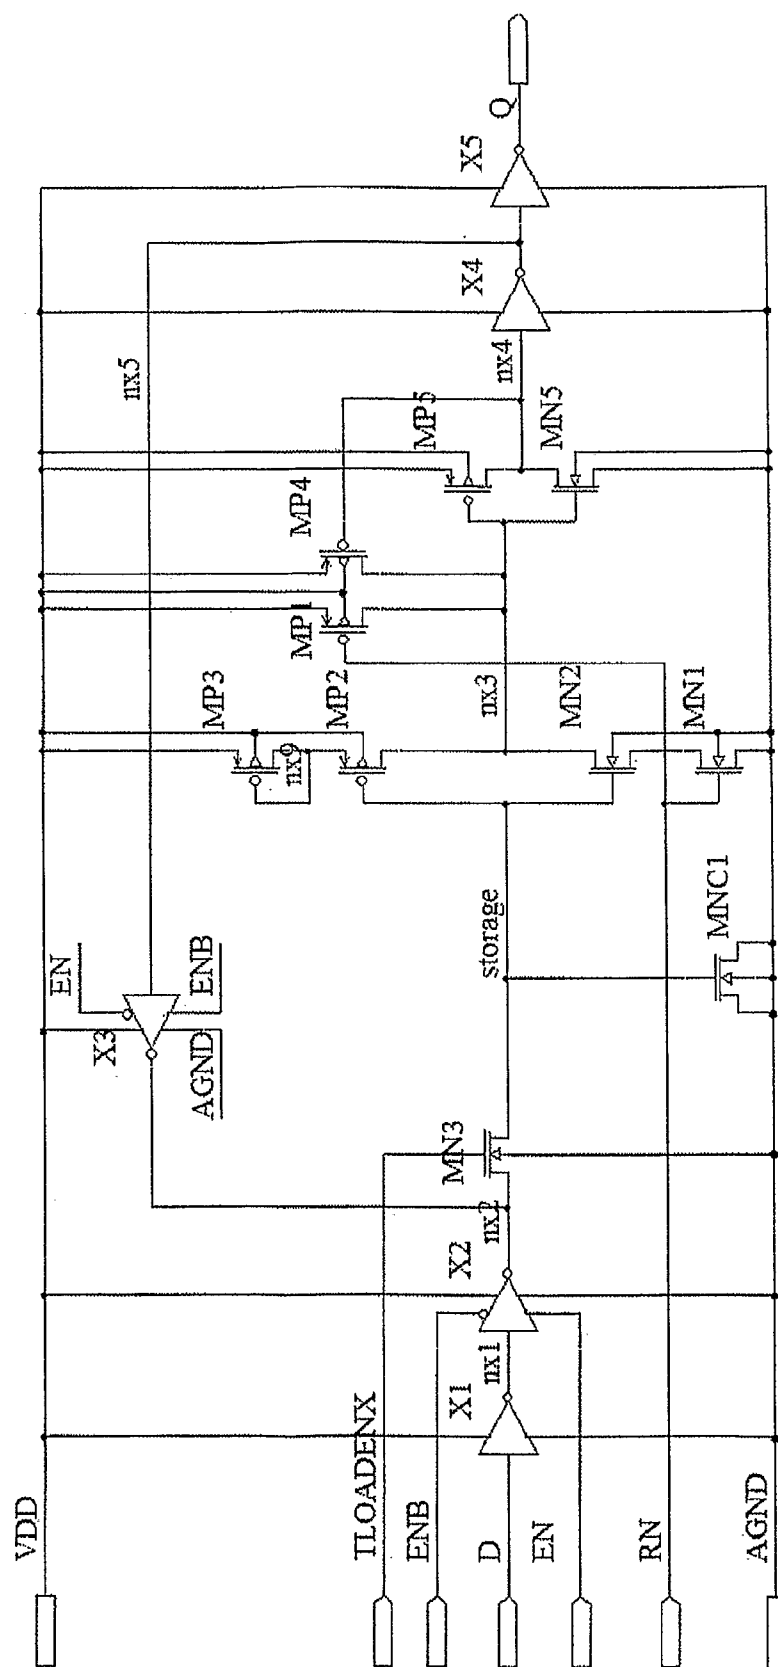 VDD
TLOADENX
ENB
D
EN
RN
AGND
X1
nx1
X2
nx2
MN3
X3
AGND
EN
ENB
storage
MNC1
MP3
nx9
MP2
nx3
MN2
MN1
MP1
MP4
nx5
MP5
MN5
nx4
X4
X5
Q